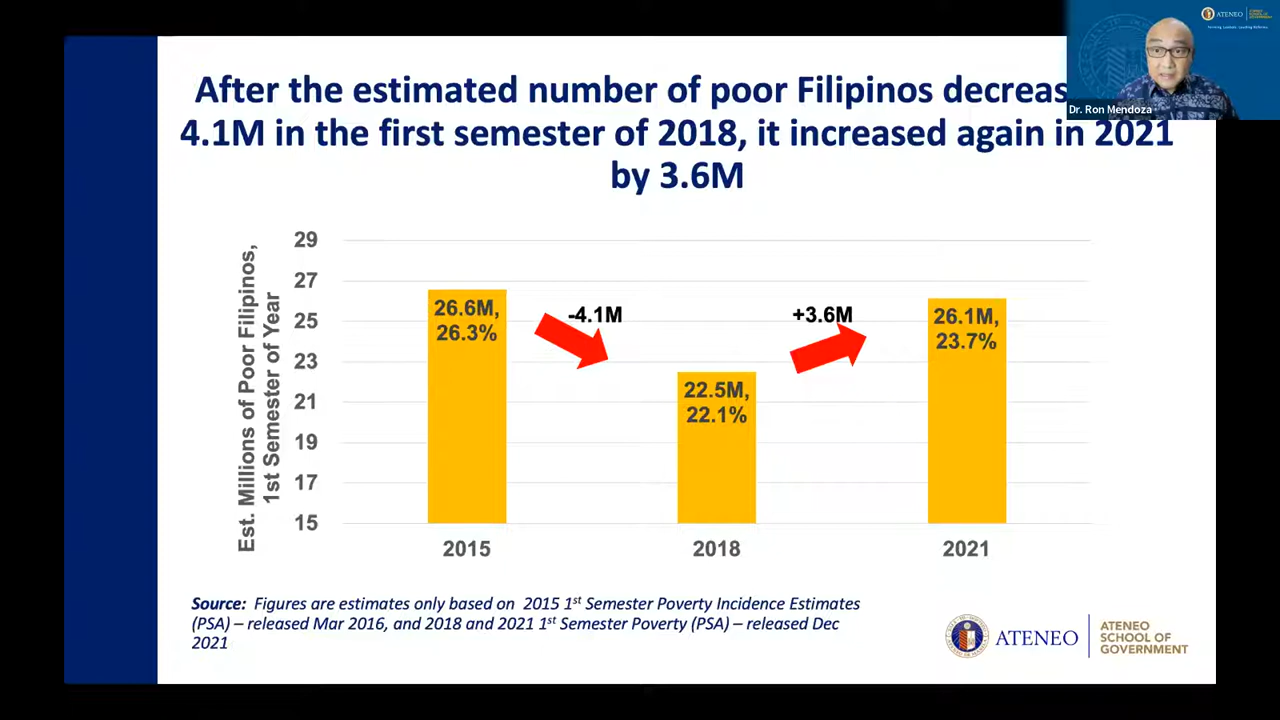 After the estimated number of poor Filipinos decreas
4.1M in the first semester of 2018, it increased again in 2021
by 3.6M
ATENEO
Dr. Ron Mendoza
Est. Millions of Poor Filipinos,
1st Semester of Year
29
27
25
23
21
19
17
15
26.6M,
26.3%
-4.1M
22.5M,
22.1%
+3.6M
26.1M,
23.7%
2015
2018
2021
Source: Figures are estimates only based on 2015 1st Semester Poverty Incidence Estimates
(PSA) – released Mar 2016, and 2018 and 2021 1st Semester Poverty (PSA) – released Dec
2021
ATENEO
ATENEO
SCHOOL OF
GOVERNMENT